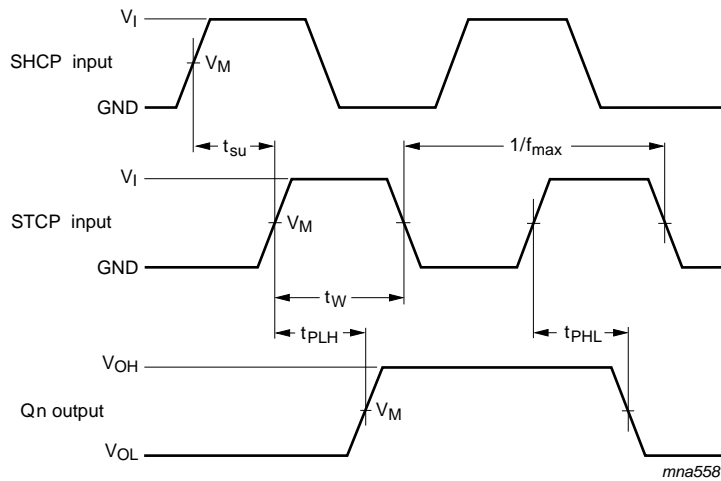 VI
SHCP input
VM
GND
tsu
1/fmax
VI
STCP input
VM
GND
tW
tPLH
tPHL
VOH
Qn output
VM
VOL
mna558